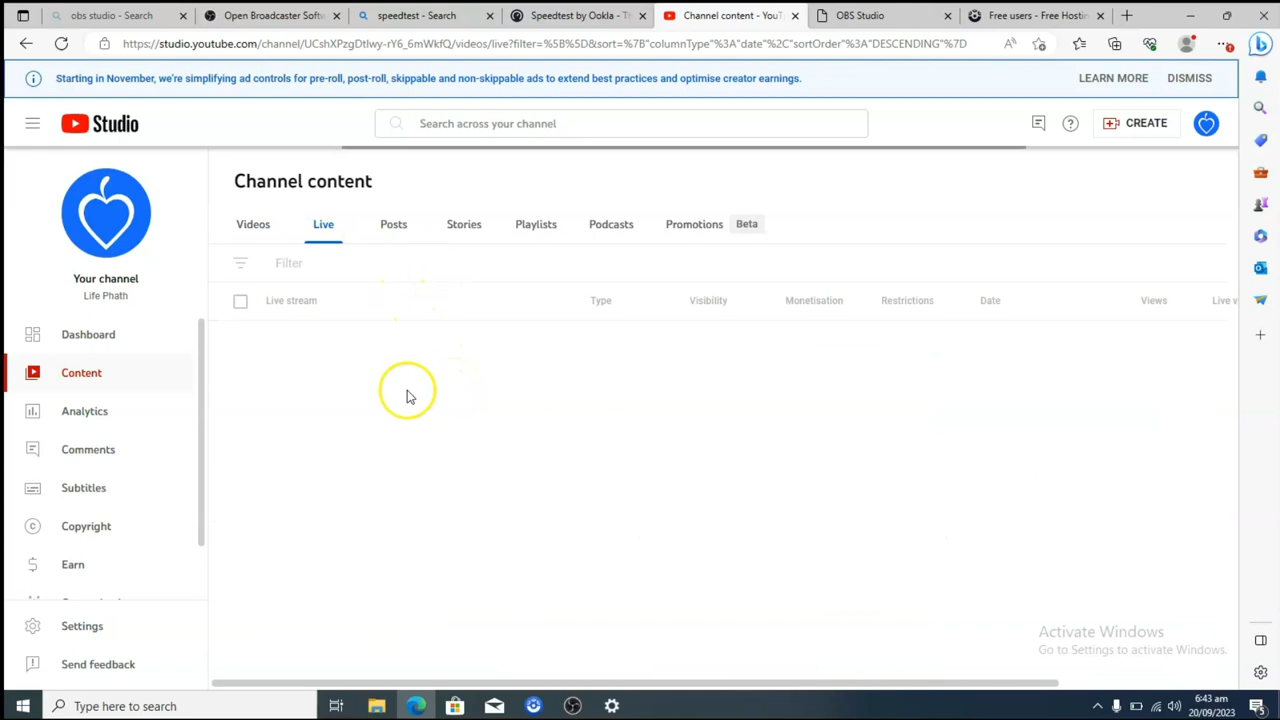 obs studio - Search
Open Broadcaster Softw
speedtest - Search
Speedtest by Ookla - Th
Channel content - YouT
OBS Studio
Free users - Free Hostin
https://studio.youtube.com/channel/UCshXPzgDtlwy-rY6_6mWkfQ/videos/live?filter=%5B%5D&sort=%7B"columnType"%3A"date"%2C"sortOrder"%3A"DESCENDING"%7D
Starting in November, we're simplifying ad controls for pre-roll, post-roll, skippable and non-skippable ads to extend best practices and optimise creator earnings.
LEARN MORE
DISMISS
Studio
Search across your channel
CREATE
Channel content
Videos
Live
Posts
Stories
Playlists
Podcasts
Promotions
Beta
Filter
Live stream
Type
Visibility
Monetisation
Restrictions
Date
Views
Live v
Your channel
Life Phath
Dashboard
Content
Analytics
Comments
Subtitles
Copyright
Earn
Settings
Send feedback
Activate Windows
Go to Settings to activate Windows.
Type here to search
6:43 am
20/09/2023
5